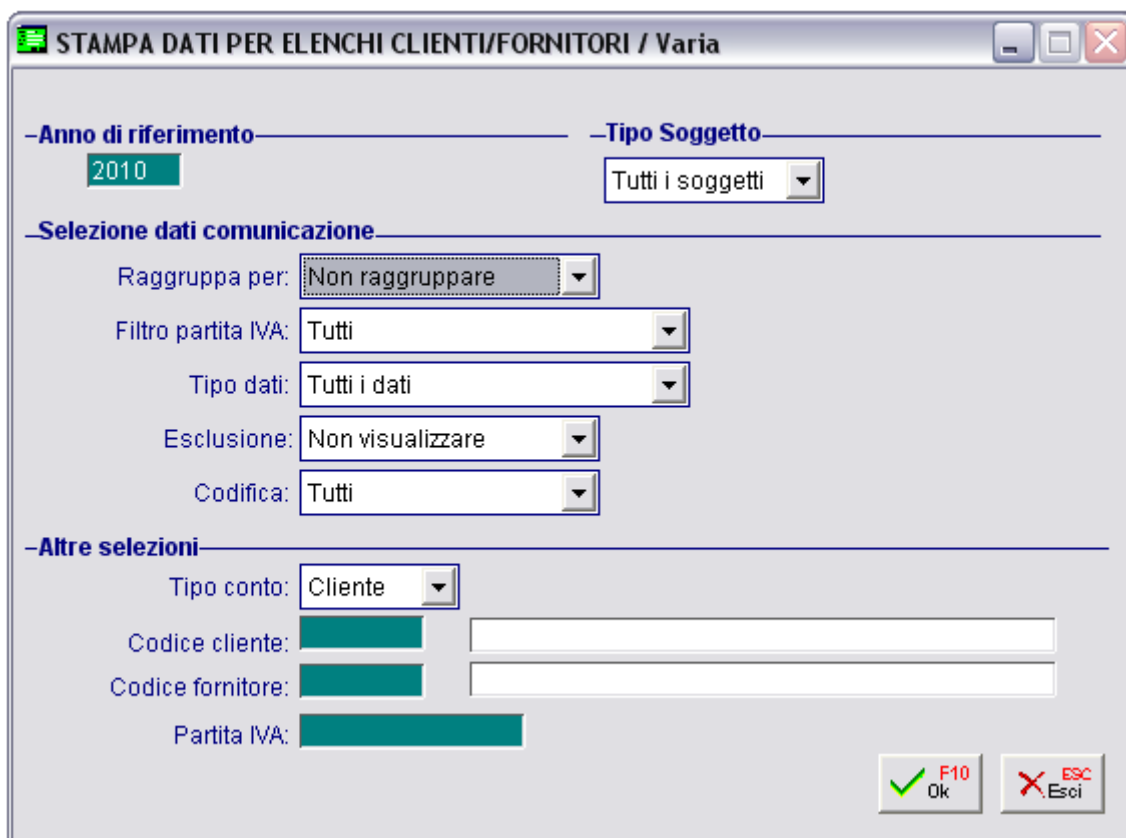 STAMPA DATI PER ELENCHI CLIENTI/FORNITORI / Varia
Anno di riferimento
Tipo Soggetto
2010
Tutti i soggetti
Selezione dati comunicazione
Raggruppa per: Non raggruppare
Filtro partita IVA: Tutti
Tipo dati: Tutti i dati
Esclusione: Non visualizzare
Codifica: Tutti
Altre selezioni
Tipo conto: Cliente
Codice cliente:
Codice fornitore:
Partita IVA:
F10 Ok
ESC Esci